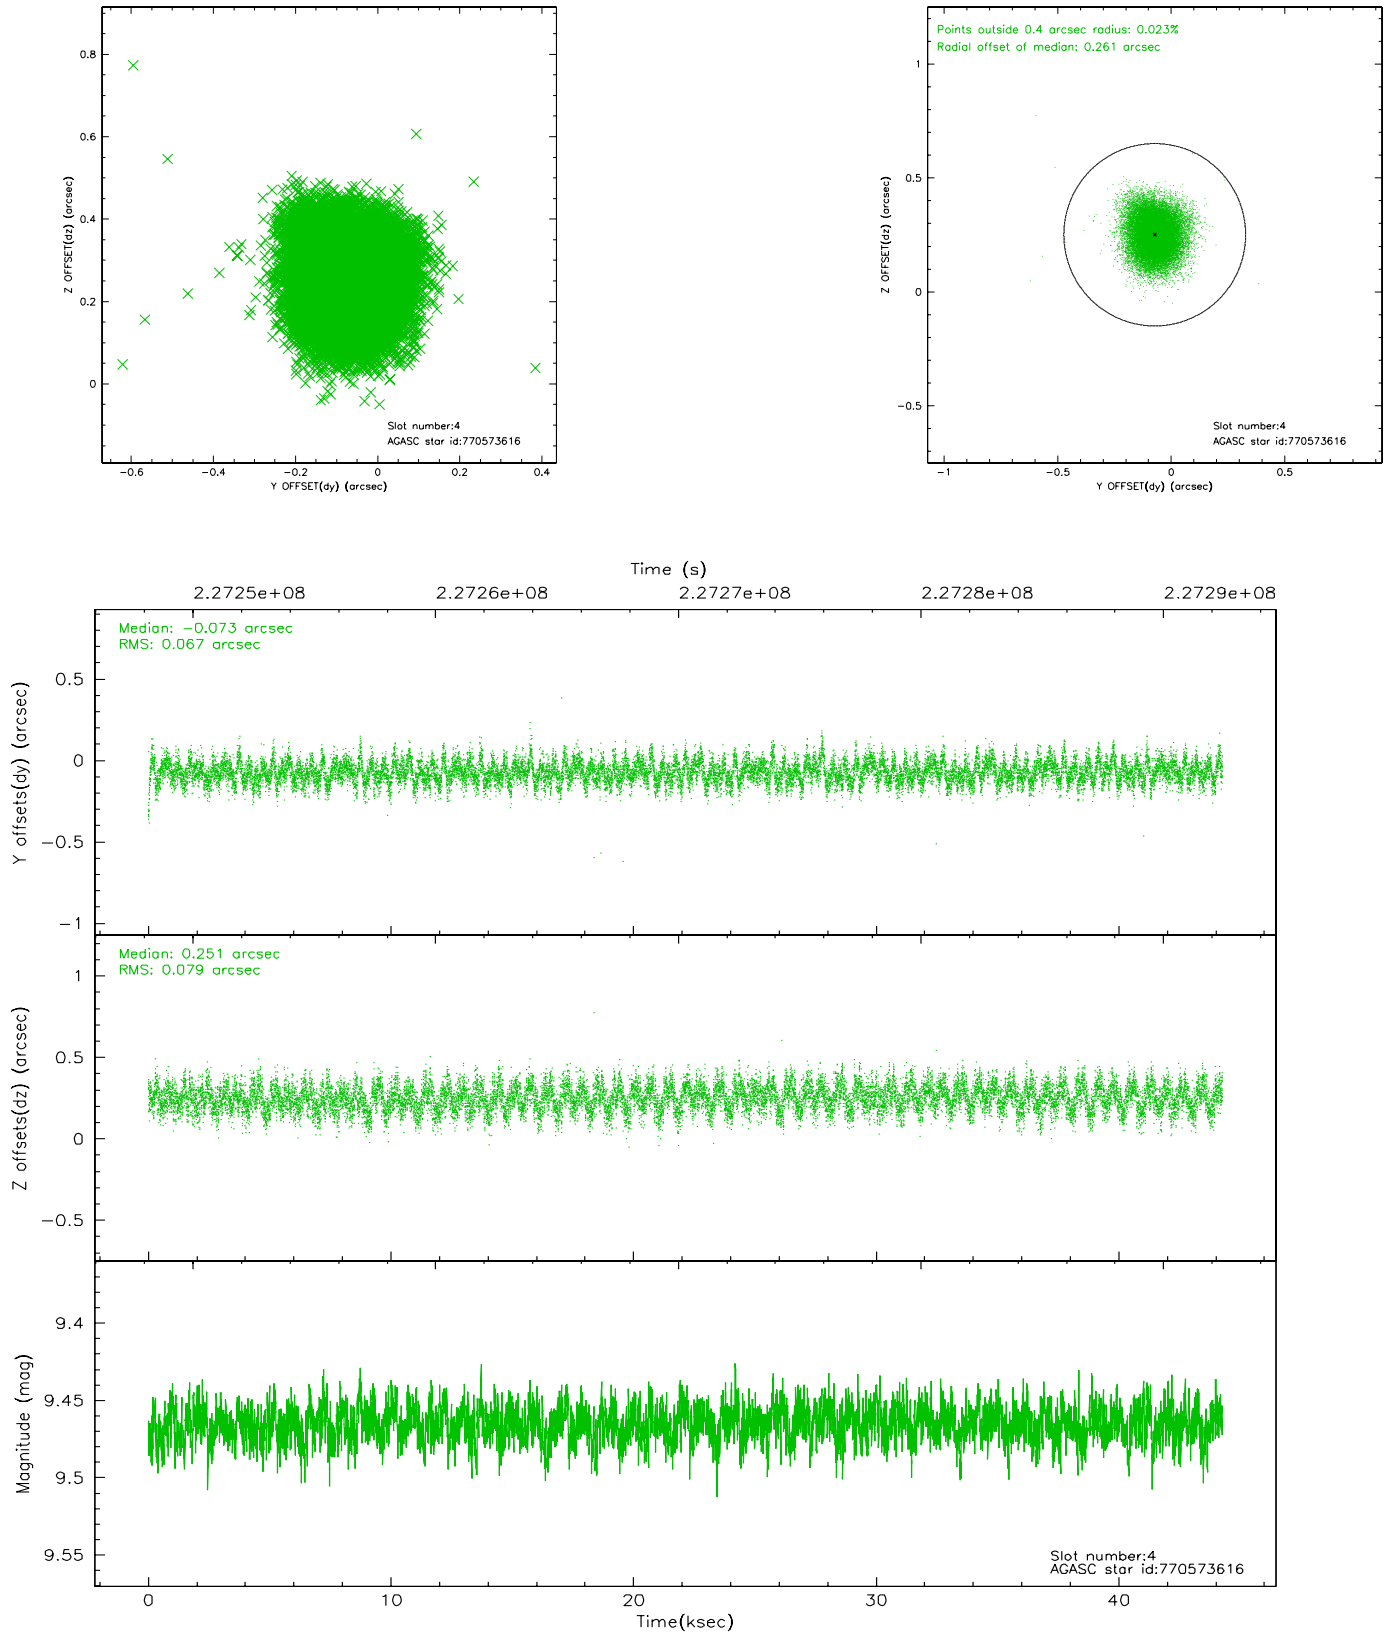 0.8
0.6
0.4
0.2
0
Z OFFSET(dz) (arcsec)
Slot number:4
AGASC star id:770573616
−0.6 −0.4 −0.2 0 0.2 0.4
Y OFFSET(dy) (arcsec)
Points outside 0.4 arcsec radius: 0.023%
Radial offset of median: 0.261 arcsec
1
0.5
0
−0.5
Z OFFSET(dz) (arcsec)
Slot number:4
AGASC star id:770573616
−1 −0.5 0 0.5
Y OFFSET(dy) (arcsec)
Time (s)
2.2725e+08 2.2726e+08 2.2727e+08 2.2728e+08 2.2729e+08
Median: −0.073 arcsec
RMS: 0.067 arcsec
0.5
0
−0.5
−1
Y offsets(dy) (arcsec)
Median: 0.251 arcsec
RMS: 0.079 arcsec
1
0.5
0
−0.5
Z offsets(dz) (arcsec)
9.4
9.45
9.5
9.55
Magnitude (mag)
Slot number:4
AGASC star id:770573616
0 10 20 30 40
Time(ksec)